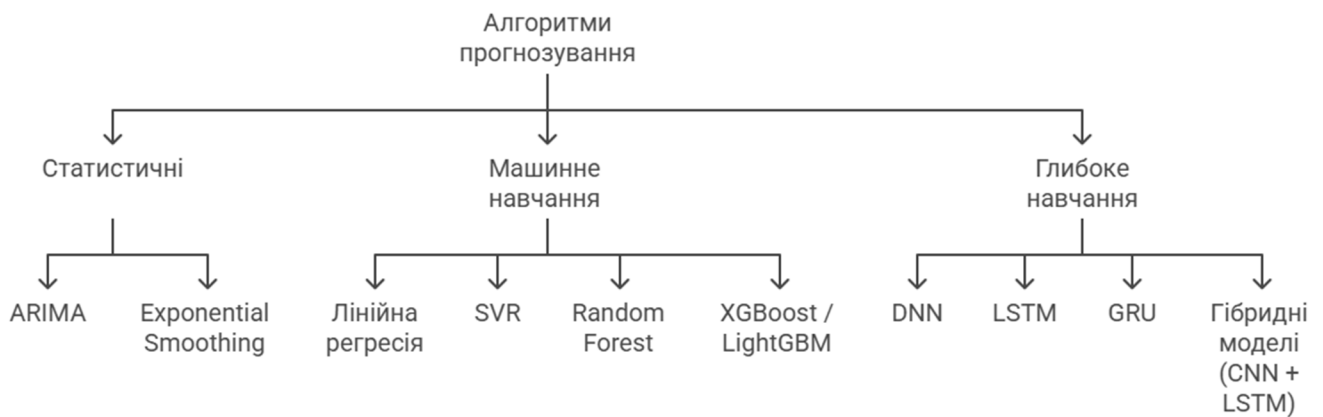 Алгоритми
прогнозування
Статистичні
Машинне
навчання
Глибоке
навчання
ARIMA
Exponential
Smoothing
Лінійна
регресія
SVR
Random
Forest
XGBoost /
LightGBM
DNN
LSTM
GRU
Гібридні
моделі
(CNN +
LSTM)